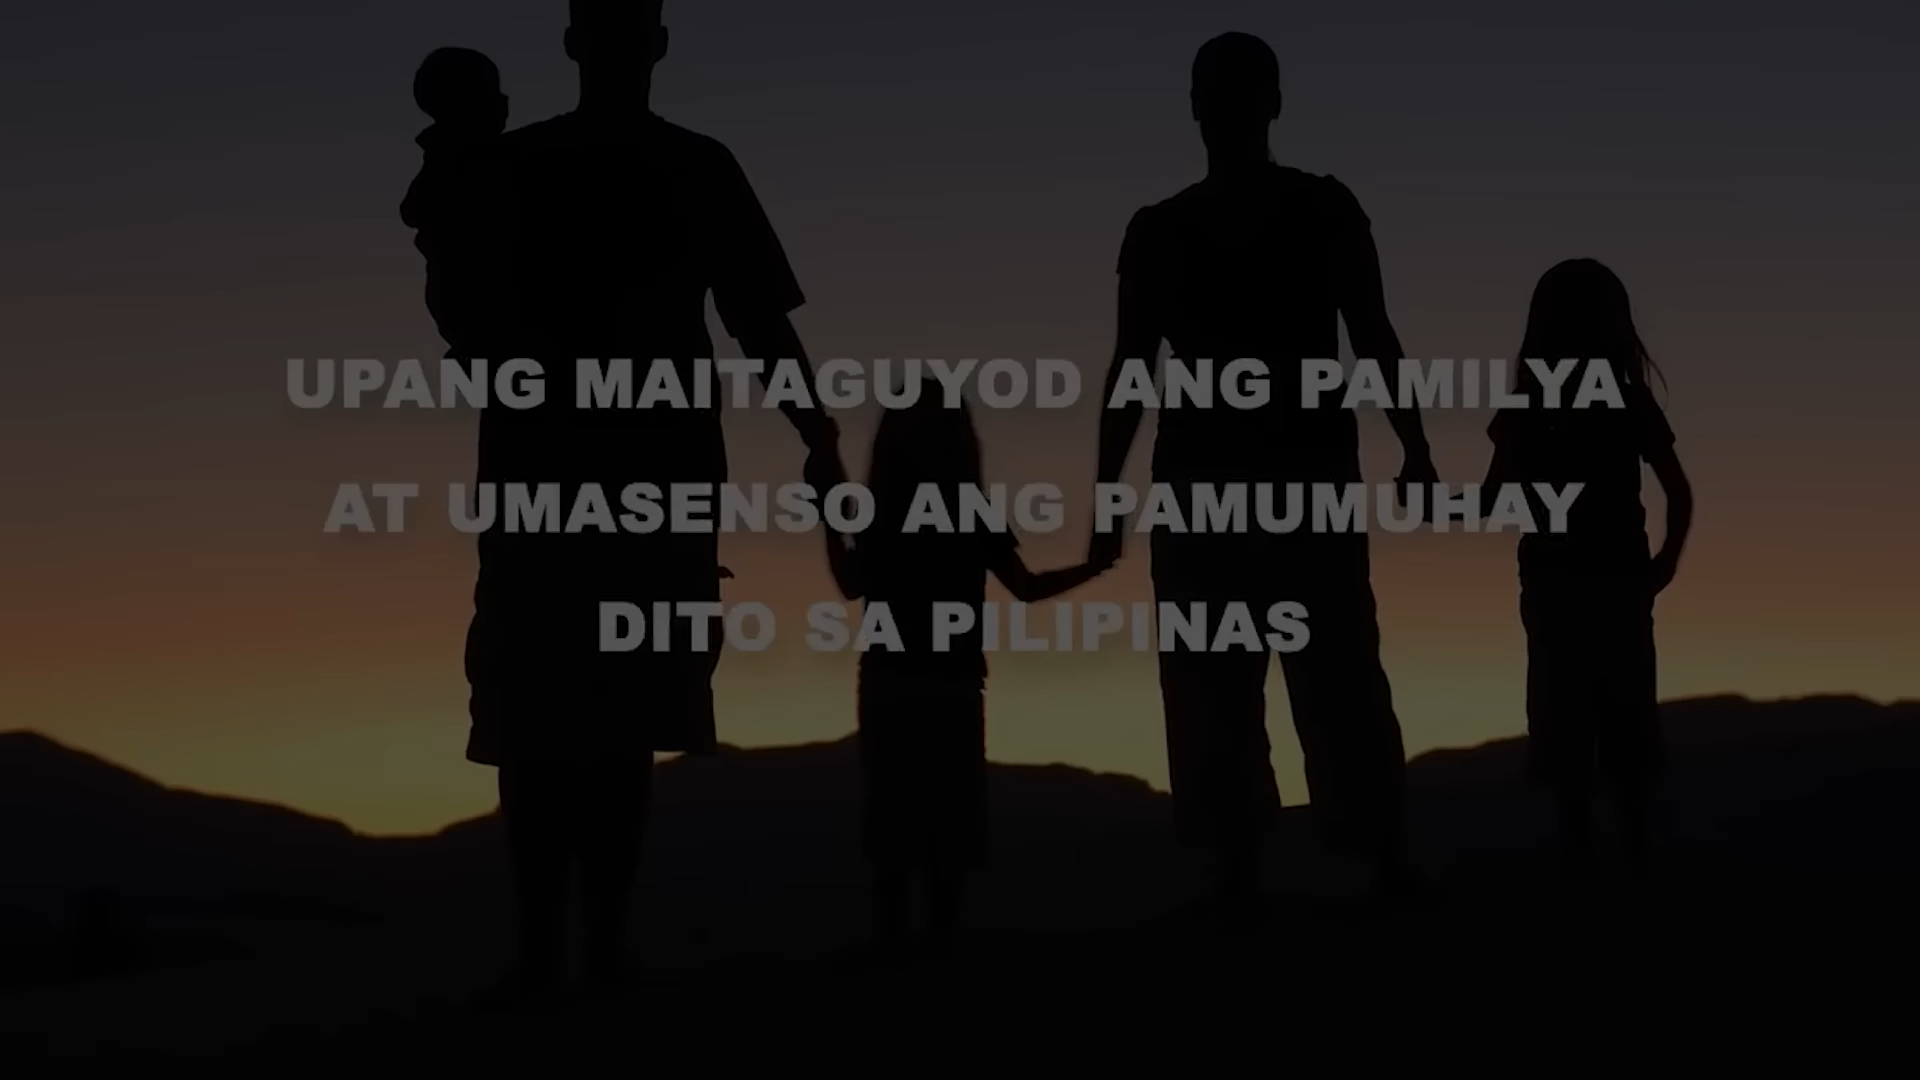 UPANG MAITAGUYOD ANG PAMILYA
AT UMASENSO ANG PAMUMUHAY
DITO SA PILIPINAS